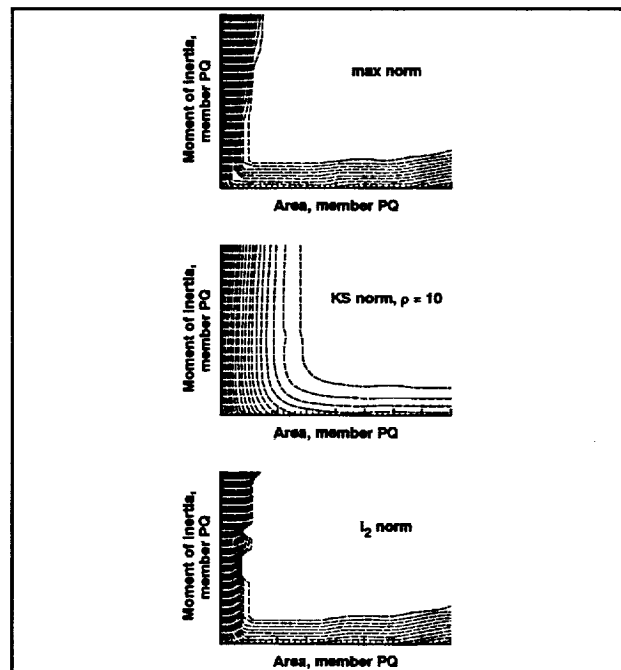 Moment of inertia,
member PQ
max norm
Area, member PQ
Moment of inertia,
member PQ
KS norm, ρ = 10
Area, member PQ
Moment of inertia,
member PQ
l₂ norm
Area, member PQ